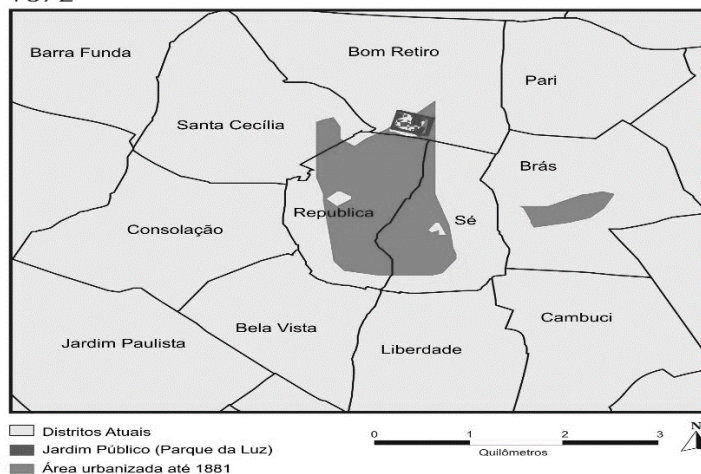 Barra Funda
Bom Retiro
Pari
Santa Cecília
Brás
Republica
Sé
Consolação
Cambuci
Bela Vista
Jardim Paulista
Liberdade
Distritos Atuais
Jardim Público (Parque da Luz)
Área urbanizada até 1881
0 1 2 3
Quilômetros
N